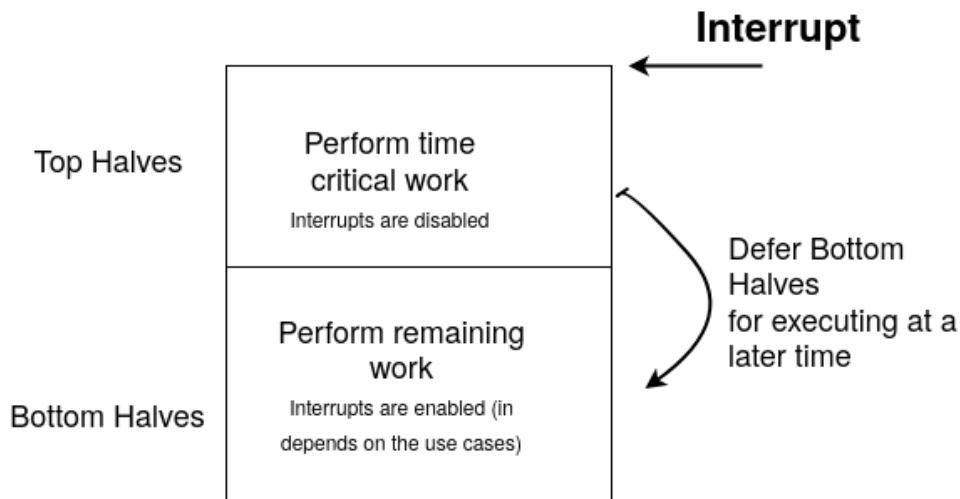 Interrupt
Top Halves
Perform time
critical work
Interrupts are disabled
Defer Bottom
Halves
for executing at a
later time
Perform remaining
work
Bottom Halves
Interrupts are enabled (in
depends on the use cases)